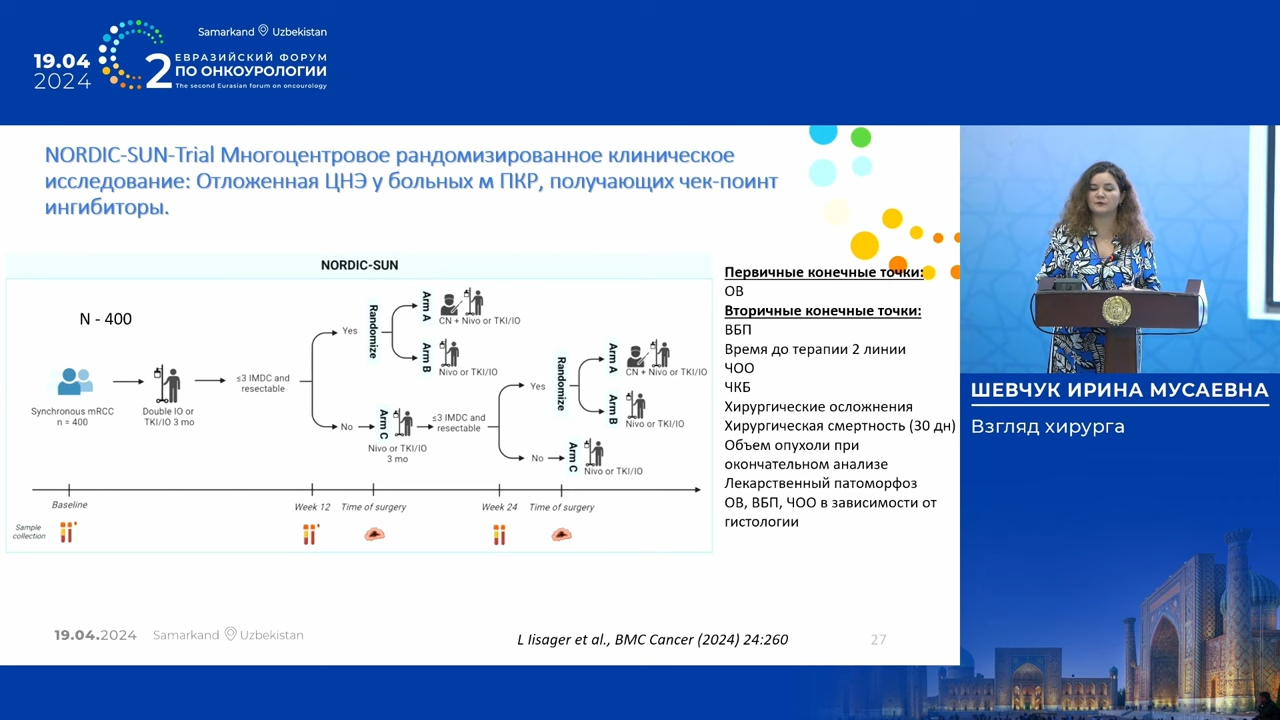 Samarkand Uzbekistan
19.04
2024
2 ЕВРАЗИЙСКИЙ ФОРУМ
ПО ОНКОУРОЛОГИИ
The second Eurasian forum on oncourology
NORDIC-SUN-Trial Многоцентровое рандомизированное клиническое
исследование: Отложенная ЦНЭ у больных м ПКР, получающих чек-поинт
ингибиторы.
NORDIC-SUN
N - 400
Synchronous mRCC
n = 400
Double IO or
TKI/IO 3 mo
≤3 IMDC and
resectable
Yes
Randomize
Arm A
CN + Nivo or TKI/IO
Arm B
Nivo or TKI/IO
No
Arm C
Nivo or TKI/IO
3 mo
≤3 IMDC and
resectable
Yes
Randomize
Arm A
CN + Nivo or TKI/IO
Arm B
Nivo or TKI/IO
No
Arm C
Nivo or TKI/IO
Baseline
Week 12
Time of surgery
Week 24
Time of surgery
Sample
collection
Первичные конечные точки:
ОВ
Вторичные конечные точки:
ВБП
Время до терапии 2 линии
ЧОО
ЧКБ
Хирургические осложнения
Хирургическая смертность (30 дн)
Объем опухоли при
окончательном анализе
Лекарственный патоморфоз
ОВ, ВБП, ЧОО в зависимости от
гистологии
19.04.2024 Samarkand Uzbekistan
L Iisager et al., BMC Cancer (2024) 24:260
27
ШЕВЧУК ИРИНА МУСАЕВНА
Взгляд хирурга